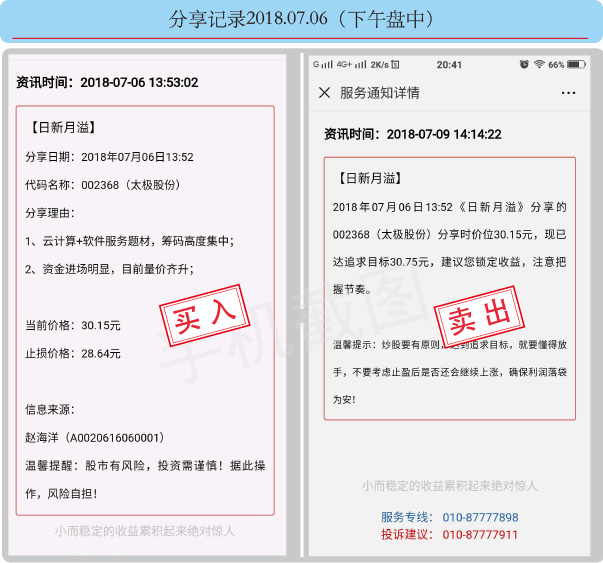 分享记录2018.07.06（下午盘中）
资讯时间：2018-07-06 13:53:02
【日新月溢】
分享日期：2018年07月06日13:52
代码名称：002368（太极股份）
分享理由：
1、云计算+软件服务题材，筹码高度集中；
2、资金进场明显，目前量价齐升；
买入
当前价格：30.15元
止损价格：28.64元
信息来源：
赵海洋（A0020616060001）
温馨提醒：股市有风险，投资需谨慎！据此操
作，风险自担！
小而稳定的收益累积起来绝对惊人
G 4G+ 2K/s 20:41 66%
服务通知详情
资讯时间：2018-07-09 14:14:22
【日新月溢】
2018年07月06日13:52《日新月溢》分享的
002368（太极股份）分享时价位30.15元，现已
达追求目标30.75元，建议您锁定收益，注意把
握节奏。
卖出
温馨提示：炒股要有原则，达到追求目标，就要懂得放
手，不要考虑止盈后是否还会继续上涨，确保利润落袋
为安！
小而稳定的收益累积起来绝对惊人
服务专线： 010-87777898
投诉建议： 010-87777911
手机截图